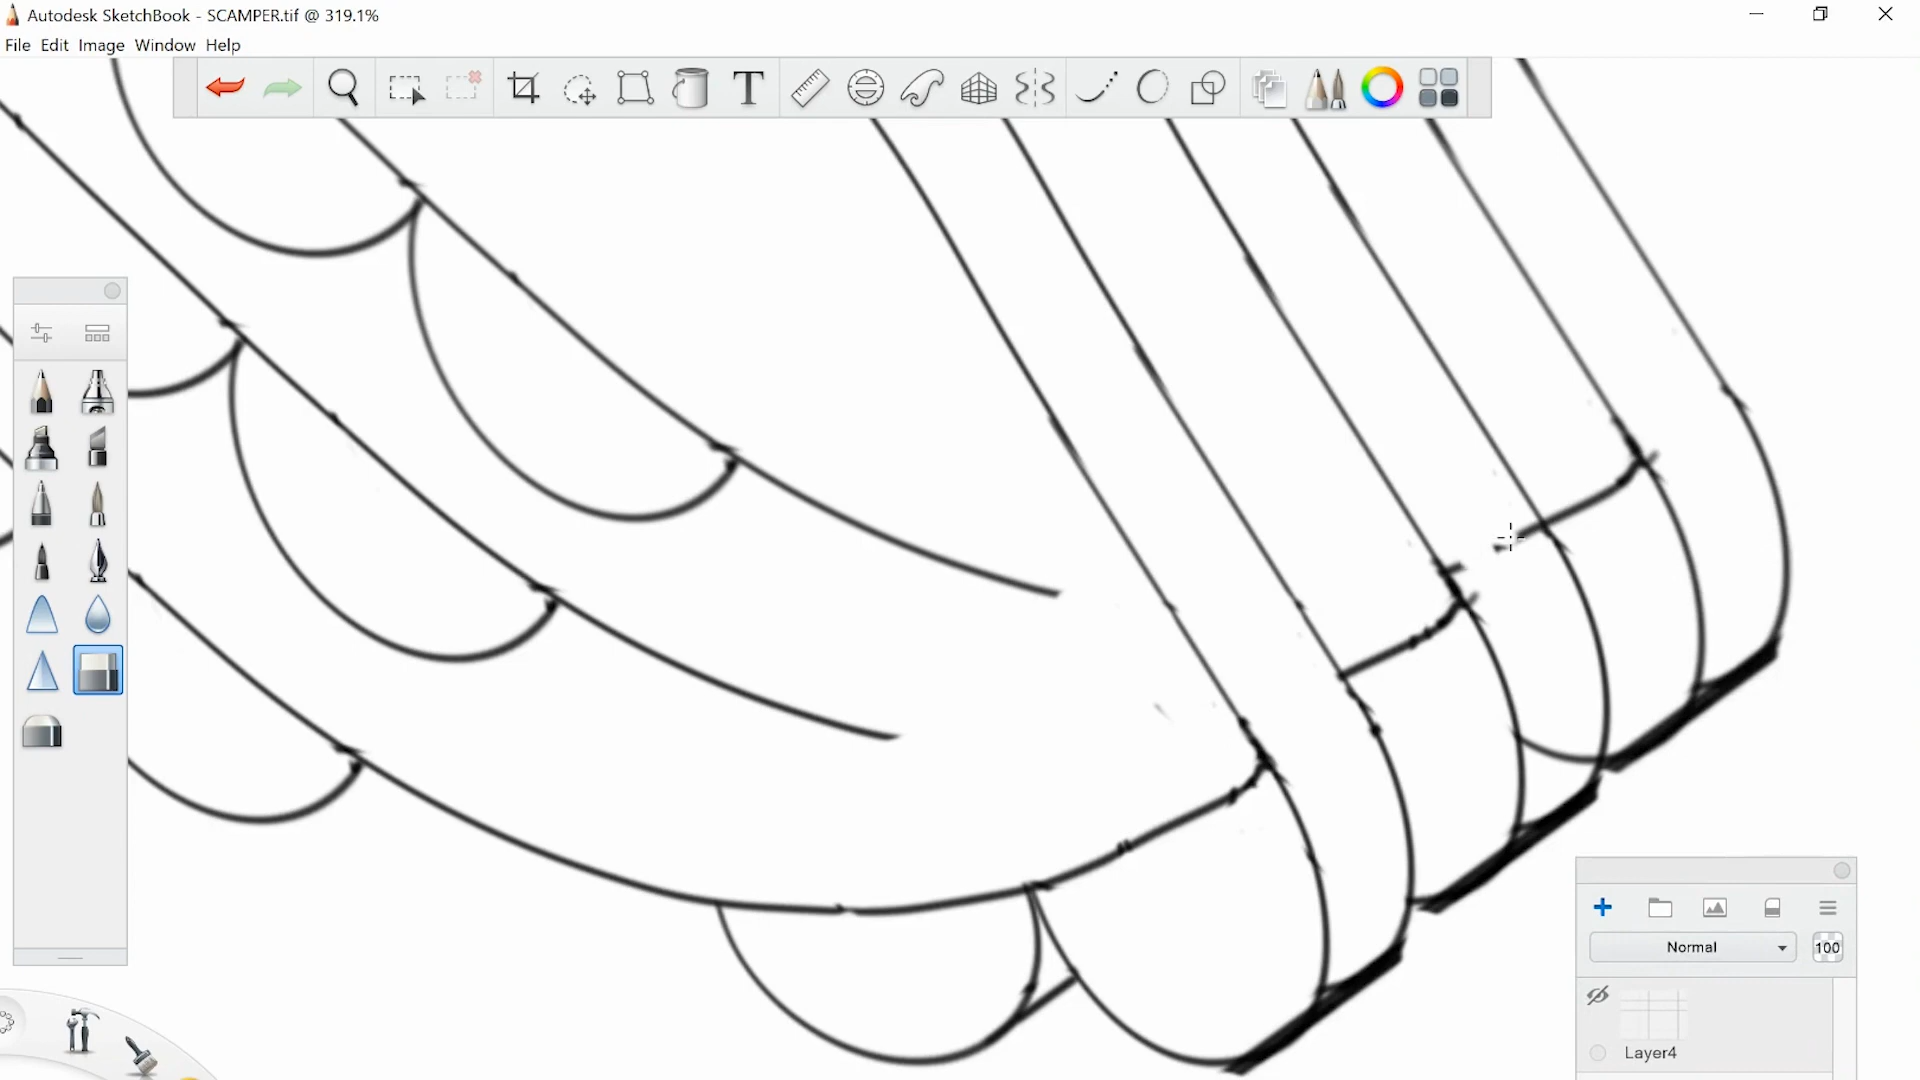 Autodesk SketchBook - SCAMPER.tif @ 319.1%
File Edit Image Window Help
T
Normal
100
Layer4